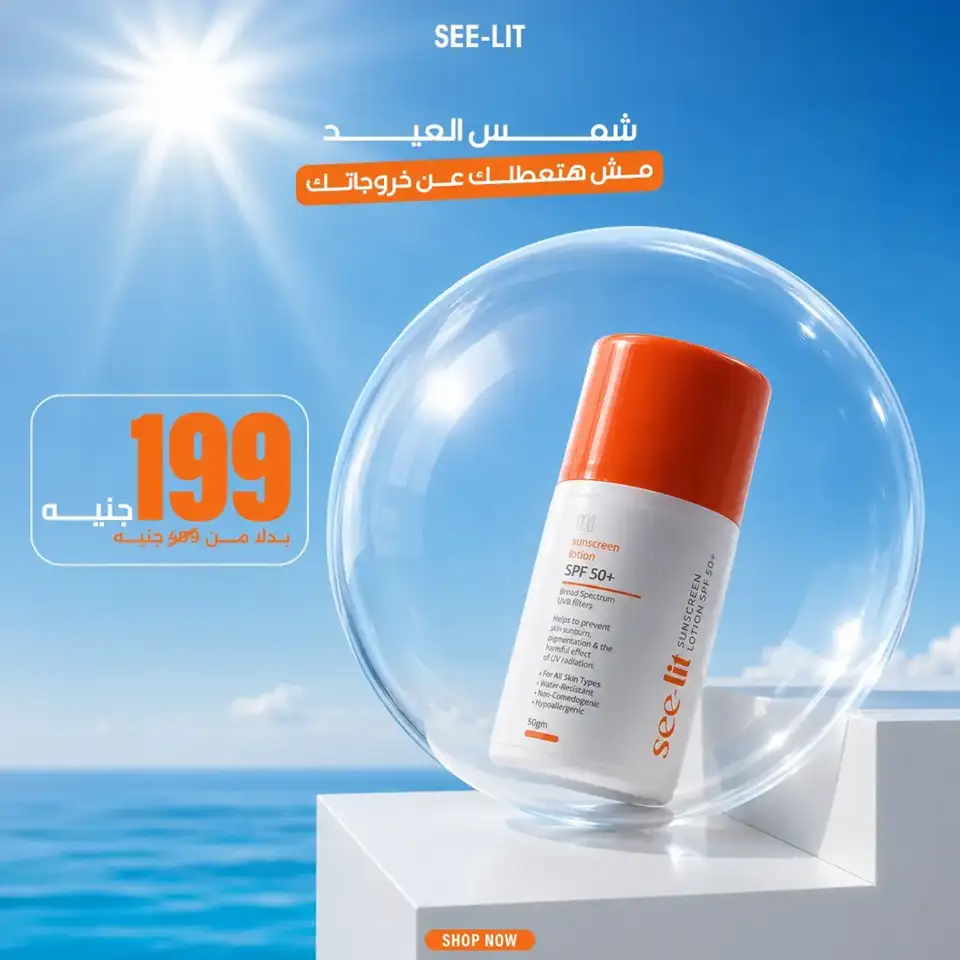 SEE-LIT
شمس العيد
مش هتعطلك عن خروجاتك
199 جنيه
بدلا من 499 جنيه
sunscreen
lotion
SPF 50+
Broad Spectrum
UVB filters
Helps to prevent
skin sunburn,
pigmentation & the
harmful effect
of UV radiation.
• For All Skin Types
• Water-Resistant
• Non-Comedogenic
• Hypoallergenic
50gm
see-lit
SUNSCREEN
LOTION SPF 50+
SHOP NOW